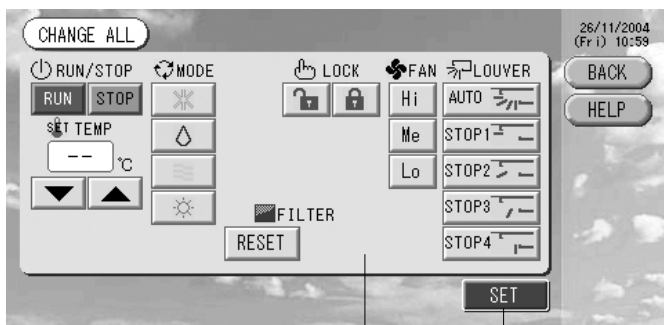 CHANGE ALL
26/11/2004
(Fri) 10:59
RUN/STOP
MODE
LOCK
FAN
LOUVER
BACK
RUN
STOP
Hi
AUTO
HELP
SET TEMP
Me
STOP1
-- °C
Lo
STOP2
STOP3
FILTER
RESET
STOP4
SET